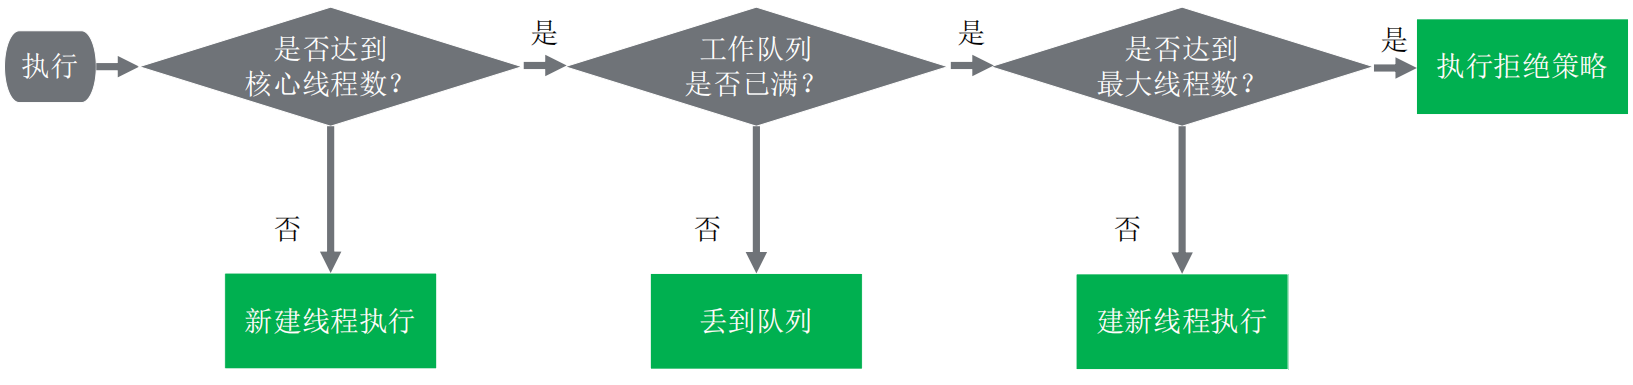 执行
是否达到
核心线程数?
是
工作队列
是否已满?
是
是否达到
最大线程数?
是
执行拒绝策略
否
否
否
新建线程执行
丢到队列
建新线程执行